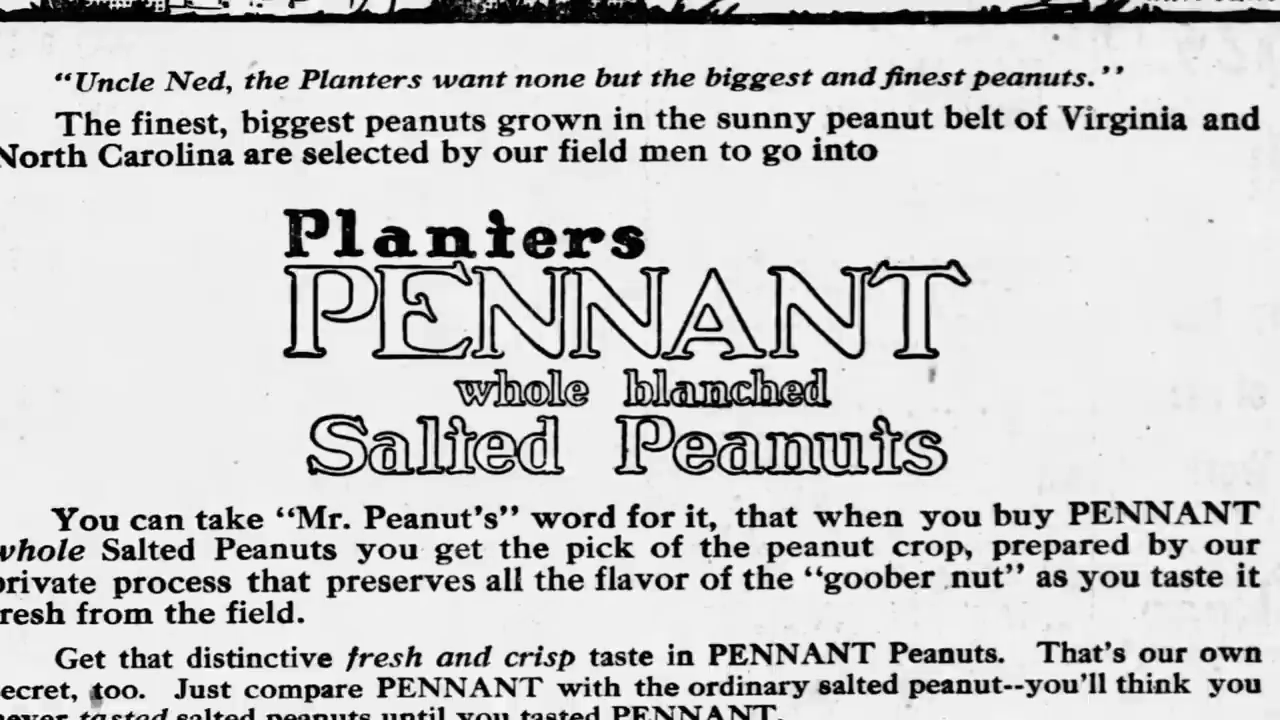 “Uncle Ned, the Planters want none but the biggest and finest peanuts.”
The finest, biggest peanuts grown in the sunny peanut belt of Virginia and
North Carolina are selected by our field men to go into
Planters
PENNANT
whole blanched
Salted Peanuts
You can take “Mr. Peanut's” word for it, that when you buy PENNANT
whole Salted Peanuts you get the pick of the peanut crop, prepared by our
private process that preserves all the flavor of the “goober nut” as you taste it
fresh from the field.
Get that distinctive fresh and crisp taste in PENNANT Peanuts. That's our own
secret, too. Just compare PENNANT with the ordinary salted peanut--you'll think you
never tasted salted peanuts until you tasted PENNANT.